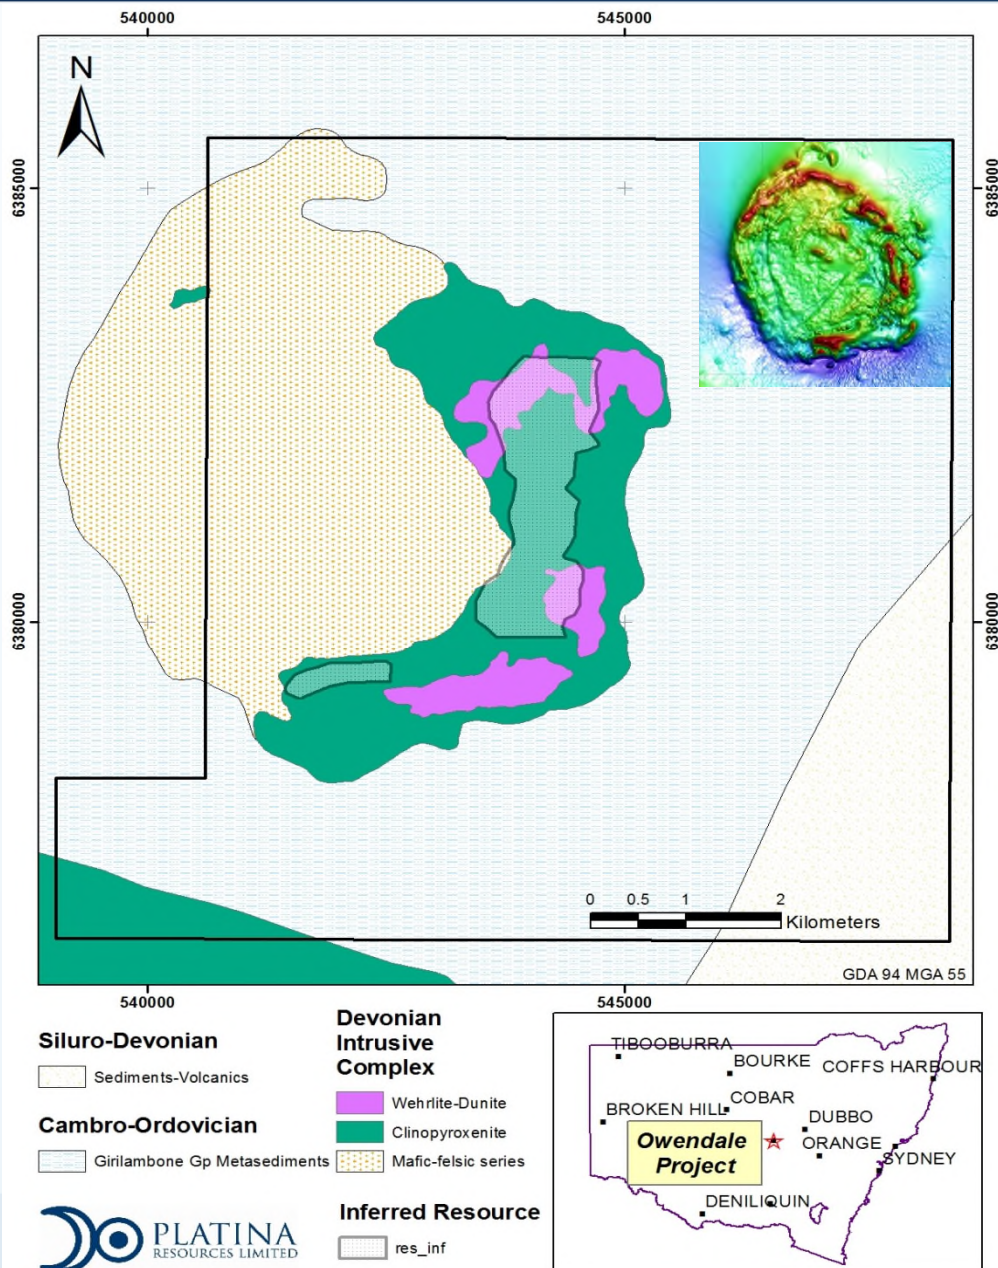 540000
545000
N
6385000
6385000
6380000
6380000
0 0.5 1 2
Kilometers
GDA 94 MGA 55
540000
545000
Siluro-Devonian
Sediments-Volcanics
Cambro-Ordovician
Girilambone Gp Metasediments
PLATINA
RESOURCES LIMITED
Devonian
Intrusive
Complex
Wehrlite-Dunite
Clinopyroxenite
Mafic-felsic series
Inferred Resource
res_inf
TIBOOBURRA
BOURKE
COFFS HARBOUR
COBAR
BROKEN HILL
DUBBO
Owendale
Project
ORANGE
SYDNEY
DENILIQUIN